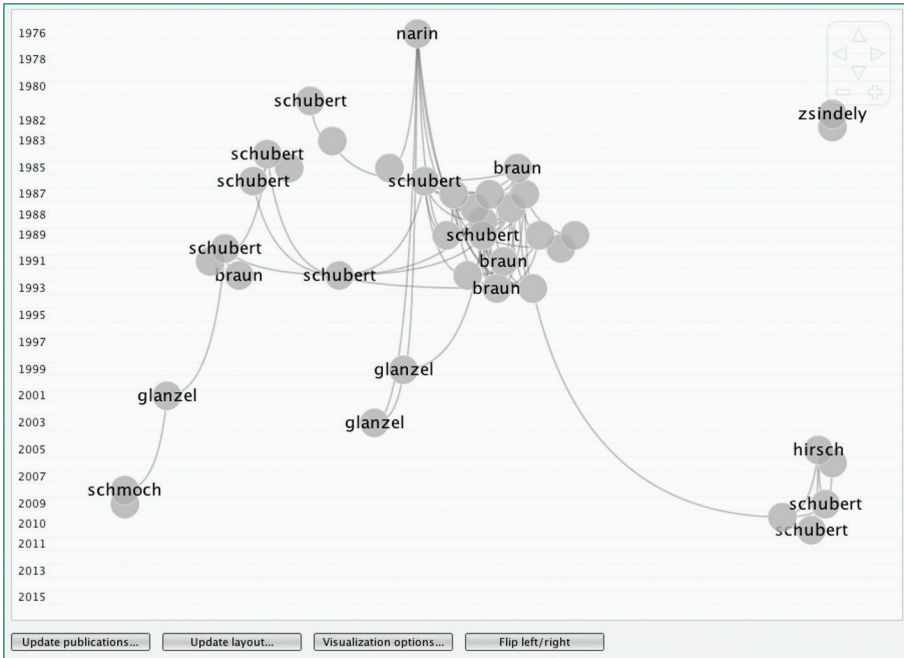 1976
narin
1978
1980
schubert
1982
zsindely
1983
schubert
braun
1985
schubert
schubert
1987
1988
1989
schubert
schubert
1991
braun
braun
schubert
1993
braun
1995
1997
1999
glanzel
2001
glanzel
2003
glanzel
2005
hirsch
2007
schmoch
2009
schubert
2010
schubert
2011
2013
2015
Update publications...
Update layout...
Visualization options...
Flip left/right